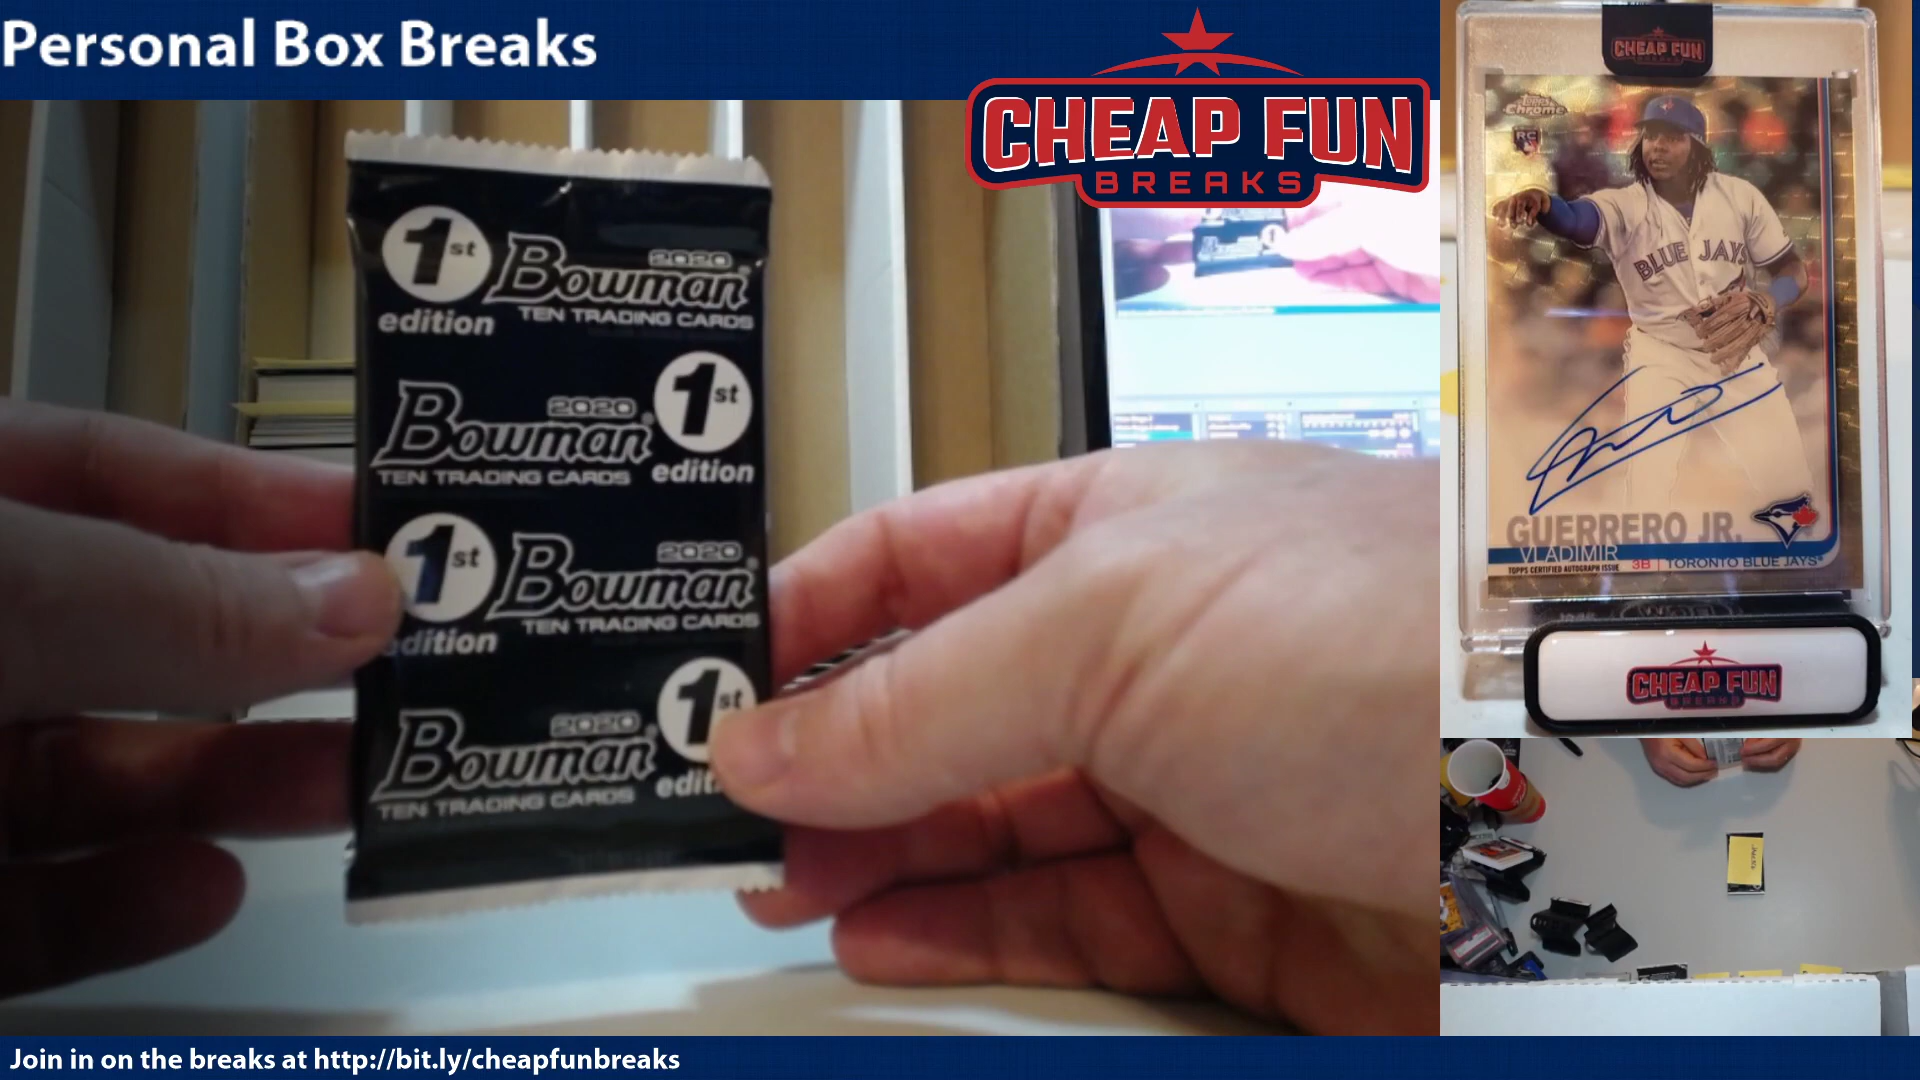 Personal Box Breaks
CHEAP FUN
BREAKS
1st
edition
2020
Bowman®
TEN TRADING CARDS
2020
Bowman®
TEN TRADING CARDS
1st
edition
1st
edition
2020
Bowman®
TEN TRADING CARDS
2020
Bowman
TEN TRADING CARDS
1st
edit
CHEAP FUN
BREAKS
Topps
Chrome
RC
BLUE JAYS
GUERRERO JR.
VLADIMIR
TOPPS CERTIFIED AUTOGRAPH ISSUE
3B
TORONTO BLUE JAYS
CHEAP FUN
BREAKS
Join in on the breaks at http://bit.ly/cheapfunbreaks